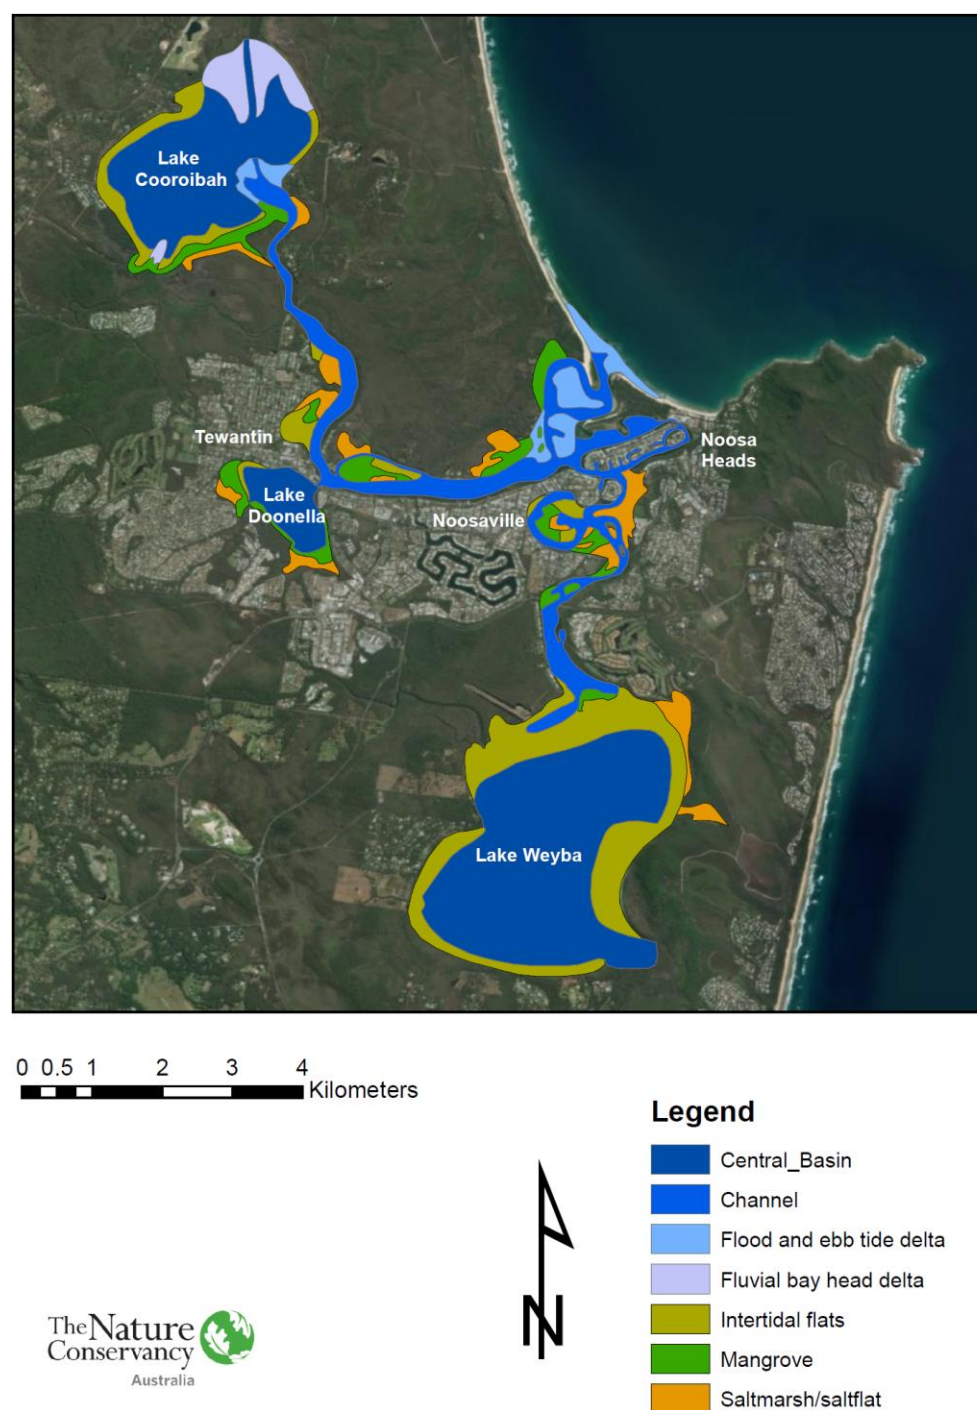 Lake
Cooroibah
Tewantin
Lake
Doonella
Noosaville
Noosa
Heads
Lake Weyba
0 0.5 1 2 3 4
Kilometers
Legend
Central_Basin
Channel
Flood and ebb tide delta
Fluvial bay head delta
Intertidal flats
Mangrove
Saltmarsh/saltflat
N
The Nature
Conservancy
Australia